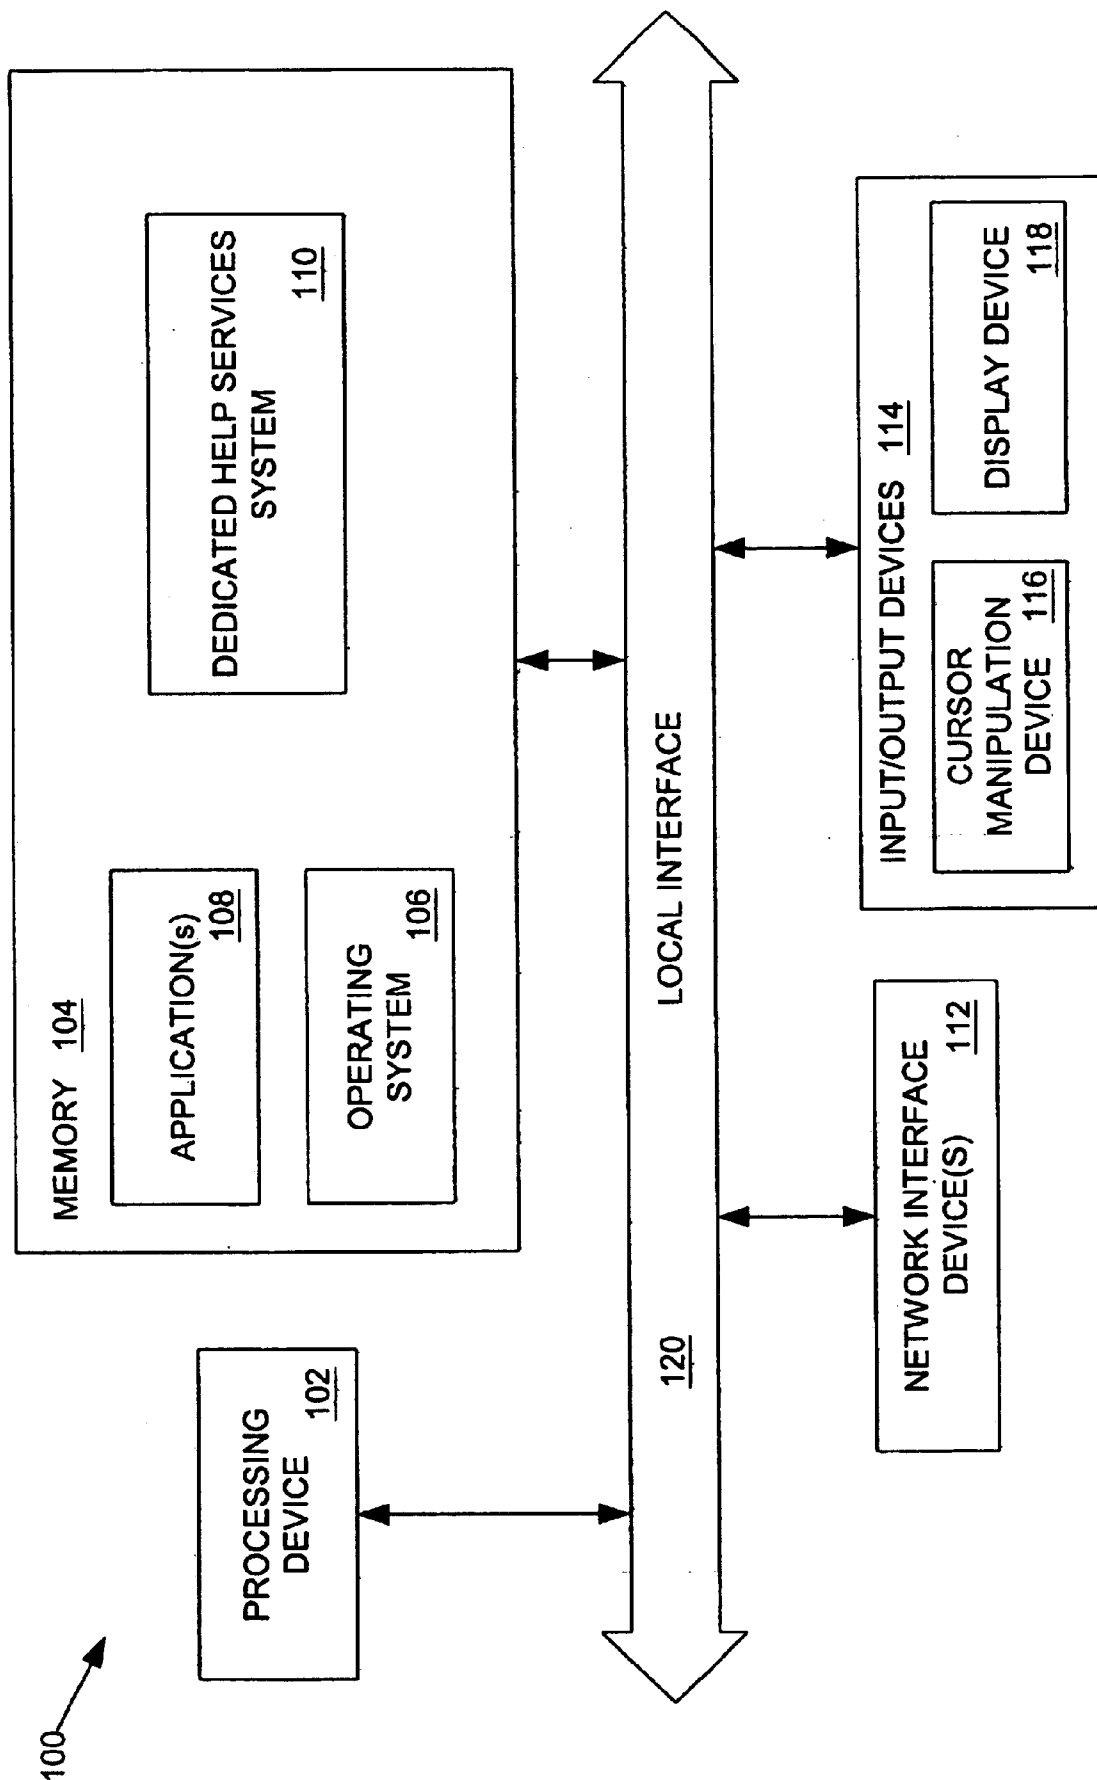 100
PROCESSING
DEVICE
102
MEMORY 104
APPLICATION(s)
108
OPERATING
SYSTEM
106
DEDICATED HELP SERVICES
SYSTEM
110
120
LOCAL INTERFACE
NETWORK INTERFACE
DEVICE(S)
112
INPUT/OUTPUT DEVICES 114
CURSOR
MANIPULATION
DEVICE
116
DISPLAY DEVICE
118